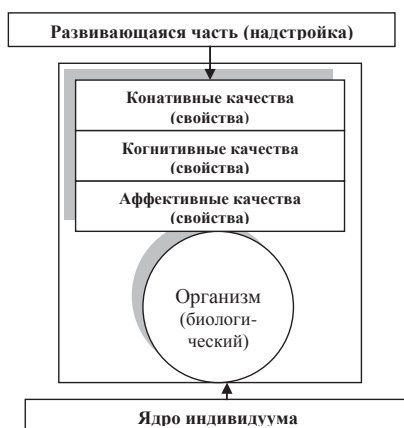 Развивающаяся часть (надстройка)
Конативные качества
(свойства)
Когнитивные качества
(свойства)
Аффективные качества
(свойства)
Организм
(биологи-
ческий)
Ядро индивидуума